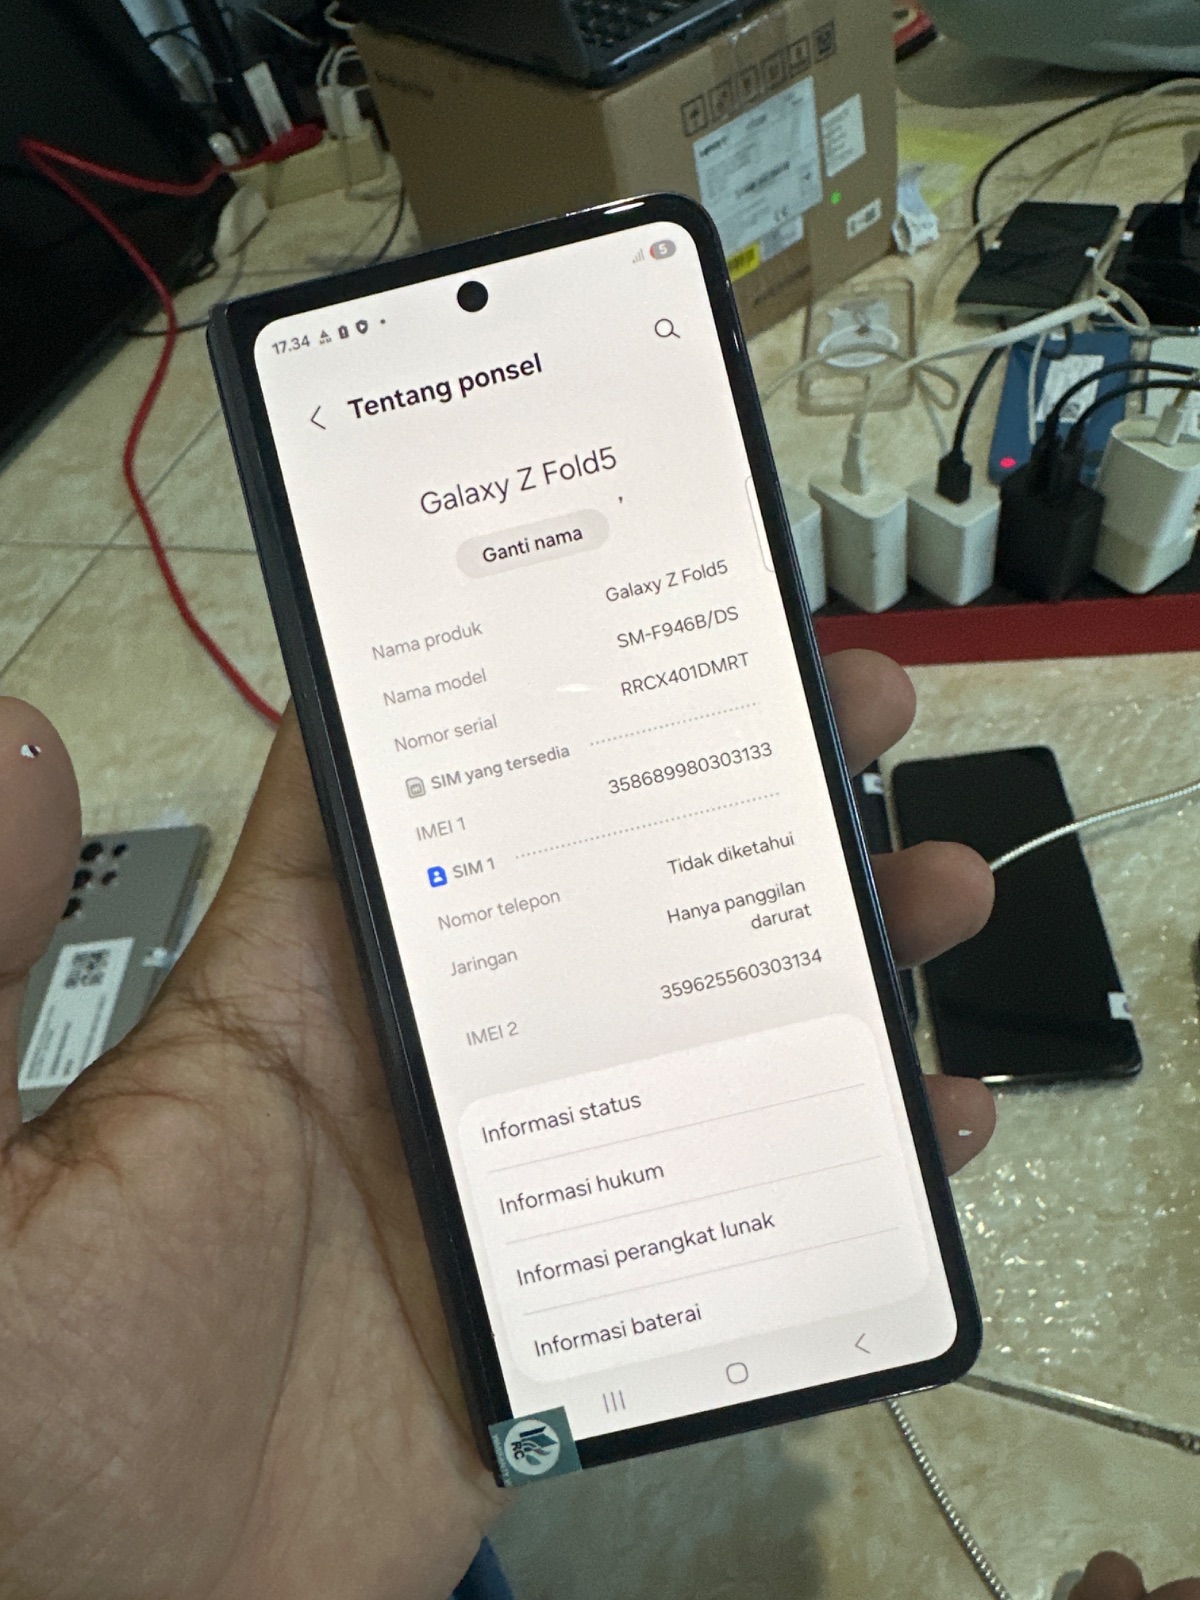 17.34
5
Tentang ponsel
Galaxy Z Fold5
Ganti nama
Nama produk Galaxy Z Fold5
Nama model SM-F946B/DS
Nomor serial RRCX401DMRT
SIM yang tersedia
IMEI 1 358689980303133
SIM 1
Nomor telepon Tidak diketahui
Jaringan Hanya panggilan
darurat
IMEI 2 359625560303134
Informasi status
Informasi hukum
Informasi perangkat lunak
Informasi baterai
RC